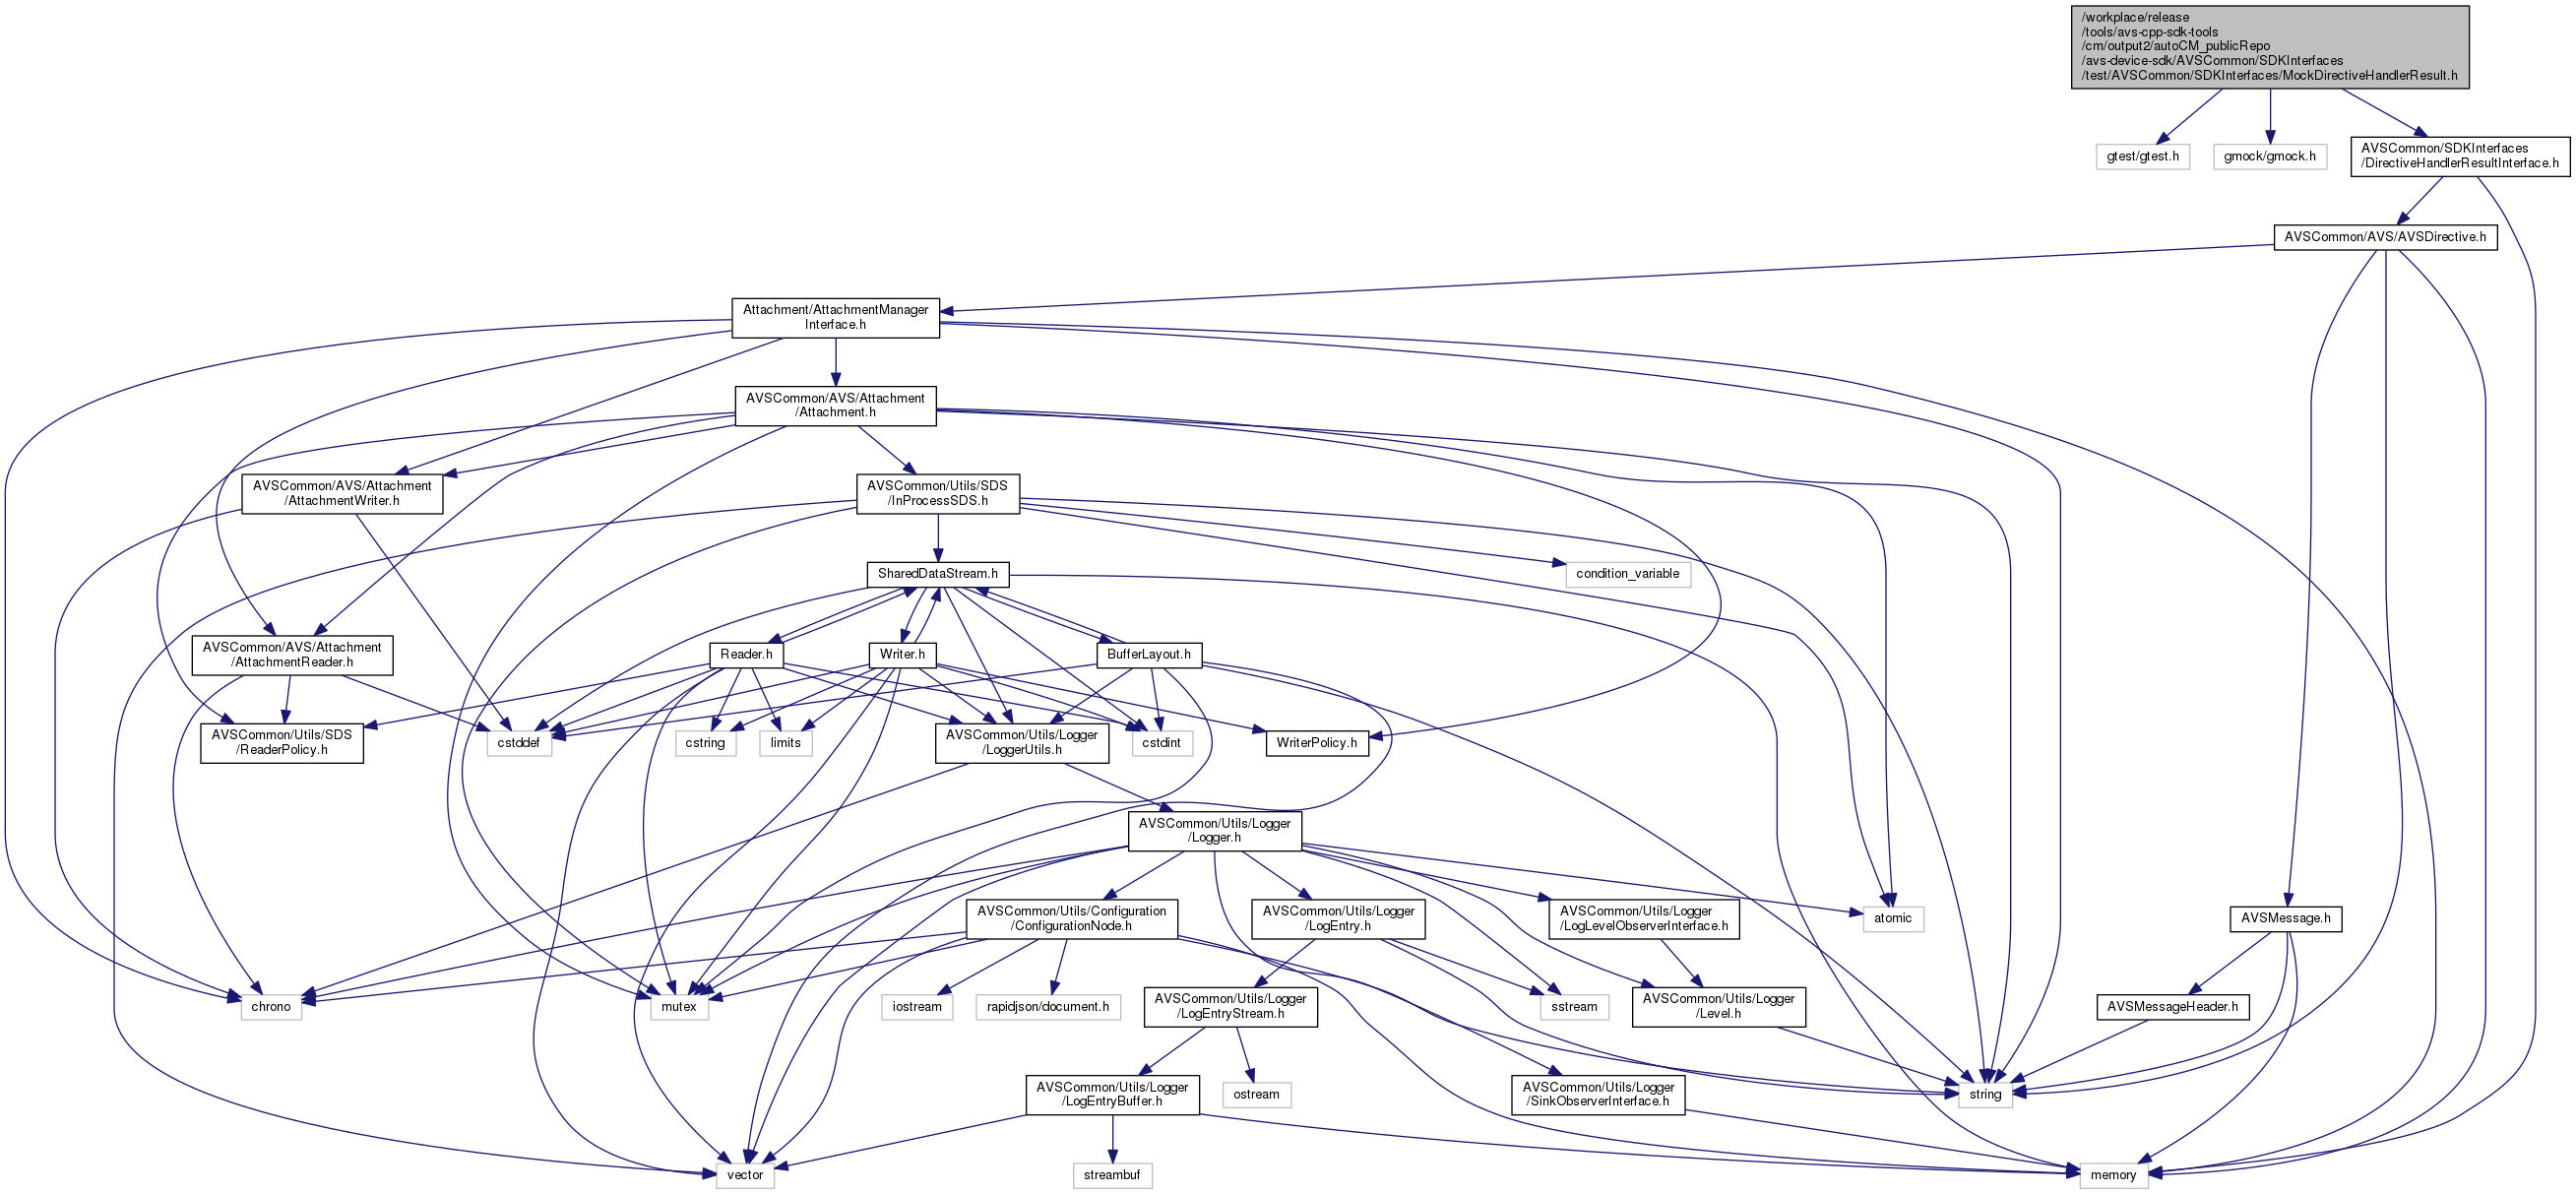 /workplace/release
/tools/avs-cpp-sdk-tools
/cm/output2/autoCM_publicRepo
/avs-device-sdk/AVSCommon/SDKInterfaces
/test/AVSCommon/SDKInterfaces/MockDirectiveHandlerResult.h
gtest/gtest.h
gmock/gmock.h
AVSCommon/SDKInterfaces
/DirectiveHandlerResultInterface.h
AVSCommon/AVS/AVSDirective.h
Attachment/AttachmentManager
Interface.h
AVSCommon/AVS/Attachment
/Attachment.h
AVSCommon/AVS/Attachment
/AttachmentWriter.h
AVSCommon/Utils/SDS
/InProcessSDS.h
SharedDataStream.h
condition_variable
AVSCommon/AVS/Attachment
/AttachmentReader.h
Reader.h
Writer.h
BufferLayout.h
AVSCommon/Utils/SDS
/ReaderPolicy.h
cstddef
cstring
limits
AVSCommon/Utils/Logger
/LoggerUtils.h
cstdint
WriterPolicy.h
AVSCommon/Utils/Logger
/Logger.h
AVSCommon/Utils/Configuration
/ConfigurationNode.h
AVSCommon/Utils/Logger
/LogEntry.h
AVSCommon/Utils/Logger
/LogLevelObserverInterface.h
atomic
AVSMessage.h
chrono
mutex
iostream
rapidjson/document.h
AVSCommon/Utils/Logger
/LogEntryStream.h
sstream
AVSCommon/Utils/Logger
/Level.h
AVSMessageHeader.h
AVSCommon/Utils/Logger
/LogEntryBuffer.h
ostream
AVSCommon/Utils/Logger
/SinkObserverInterface.h
string
vector
streambuf
memory